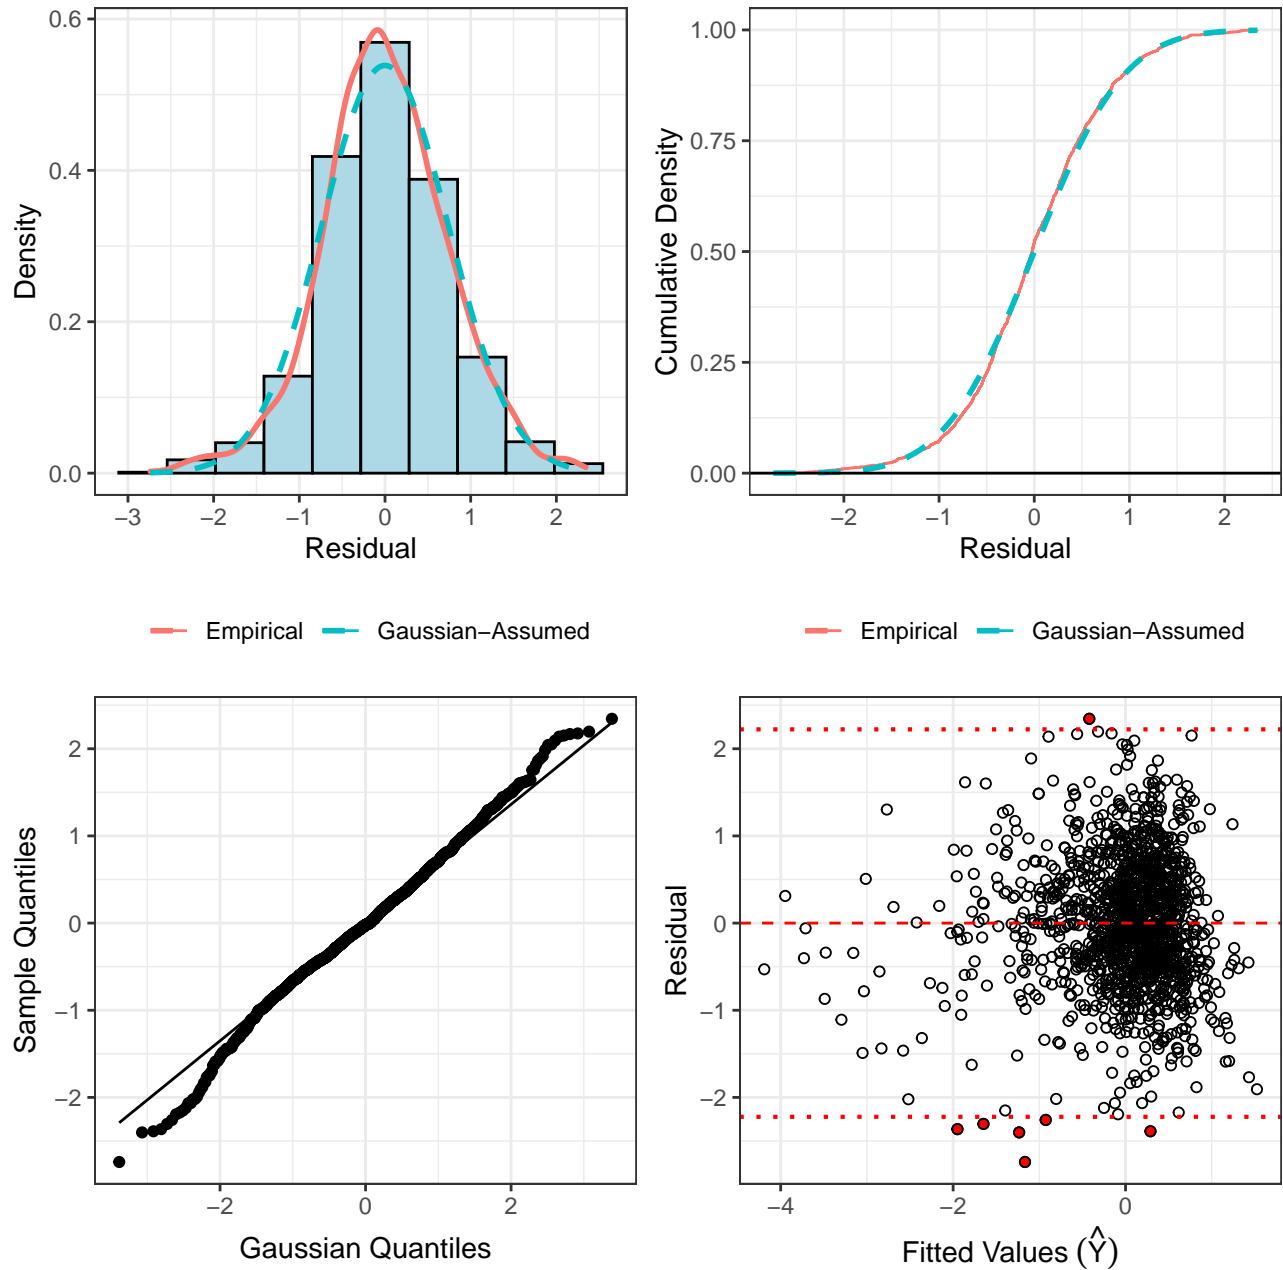 0.6
0.4
0.2
0.0
Density
−3 −2 −1 0 1 2
Residual
Empirical Gaussian−Assumed
1.00
0.75
0.50
0.25
0.00
Cumulative Density
−2 −1 0 1 2
Residual
Empirical Gaussian−Assumed
2
1
0
−1
−2
Sample Quantiles
−2 0 2
Gaussian Quantiles
2
1
0
−1
−2
Residual
−4 −2 0
Fitted Values (Ŷ)